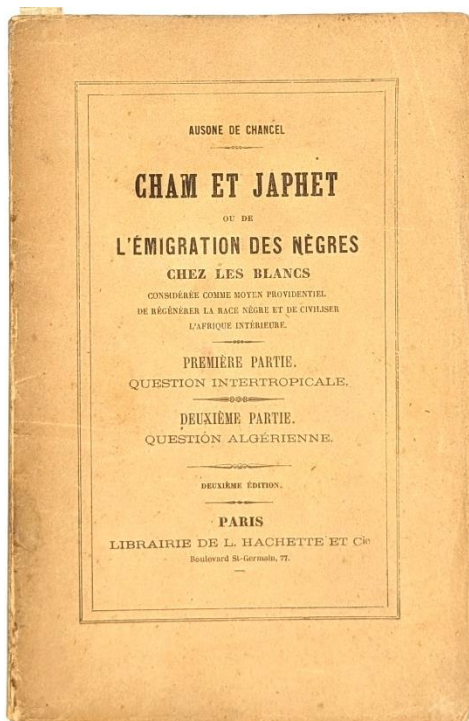 AUSONE DE CHANCEL
CHAM ET JAPHET
OU DE
L'ÉMIGRATION DES NÈGRES
CHEZ LES BLANCS
CONSIDÉRÉE COMME MOYEN PROVIDENTIEL
DE RÉGÉNÉRER LA RACE NÈGRE ET DE CIVILISER
L'AFRIQUE INTÉRIEURE.
PREMIÈRE PARTIE.
QUESTION INTERTROPICALE.
DEUXIÈME PARTIE.
QUESTION ALGÉRIENNE.
DEUXIÈME ÉDITION.
PARIS
LIBRAIRIE DE L. HACHETTE ET Cie
Boulevard St-Germain, 77.